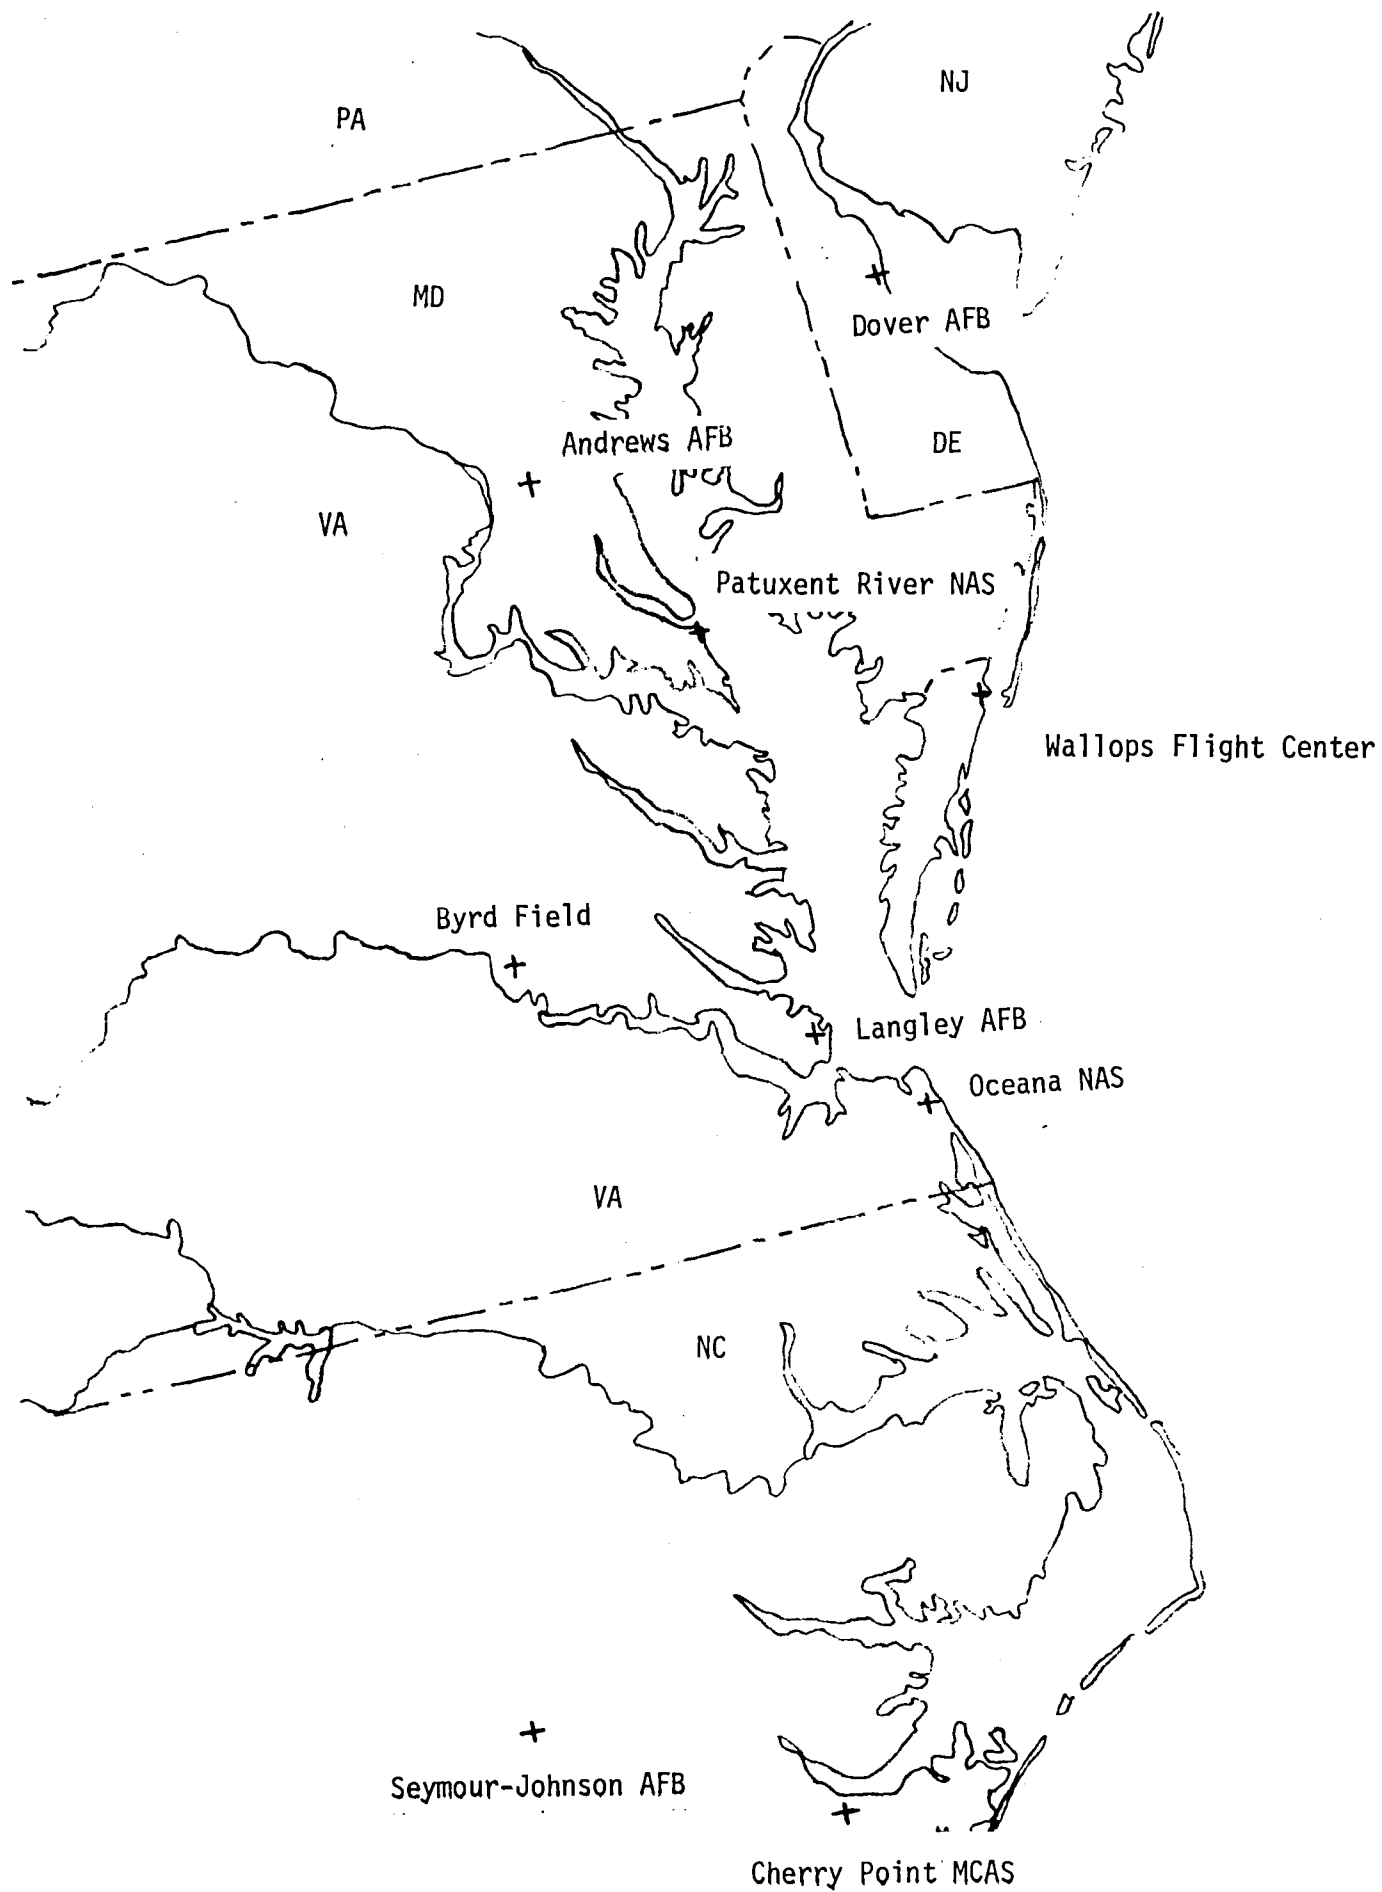 NJ
PA
MD
Dover AFB
Andrews AFB
DE
VA
Patuxent River NAS
Wallops Flight Center
Byrd Field
Langley AFB
Oceana NAS
VA
NC
Seymour-Johnson AFB
Cherry Point MCAS